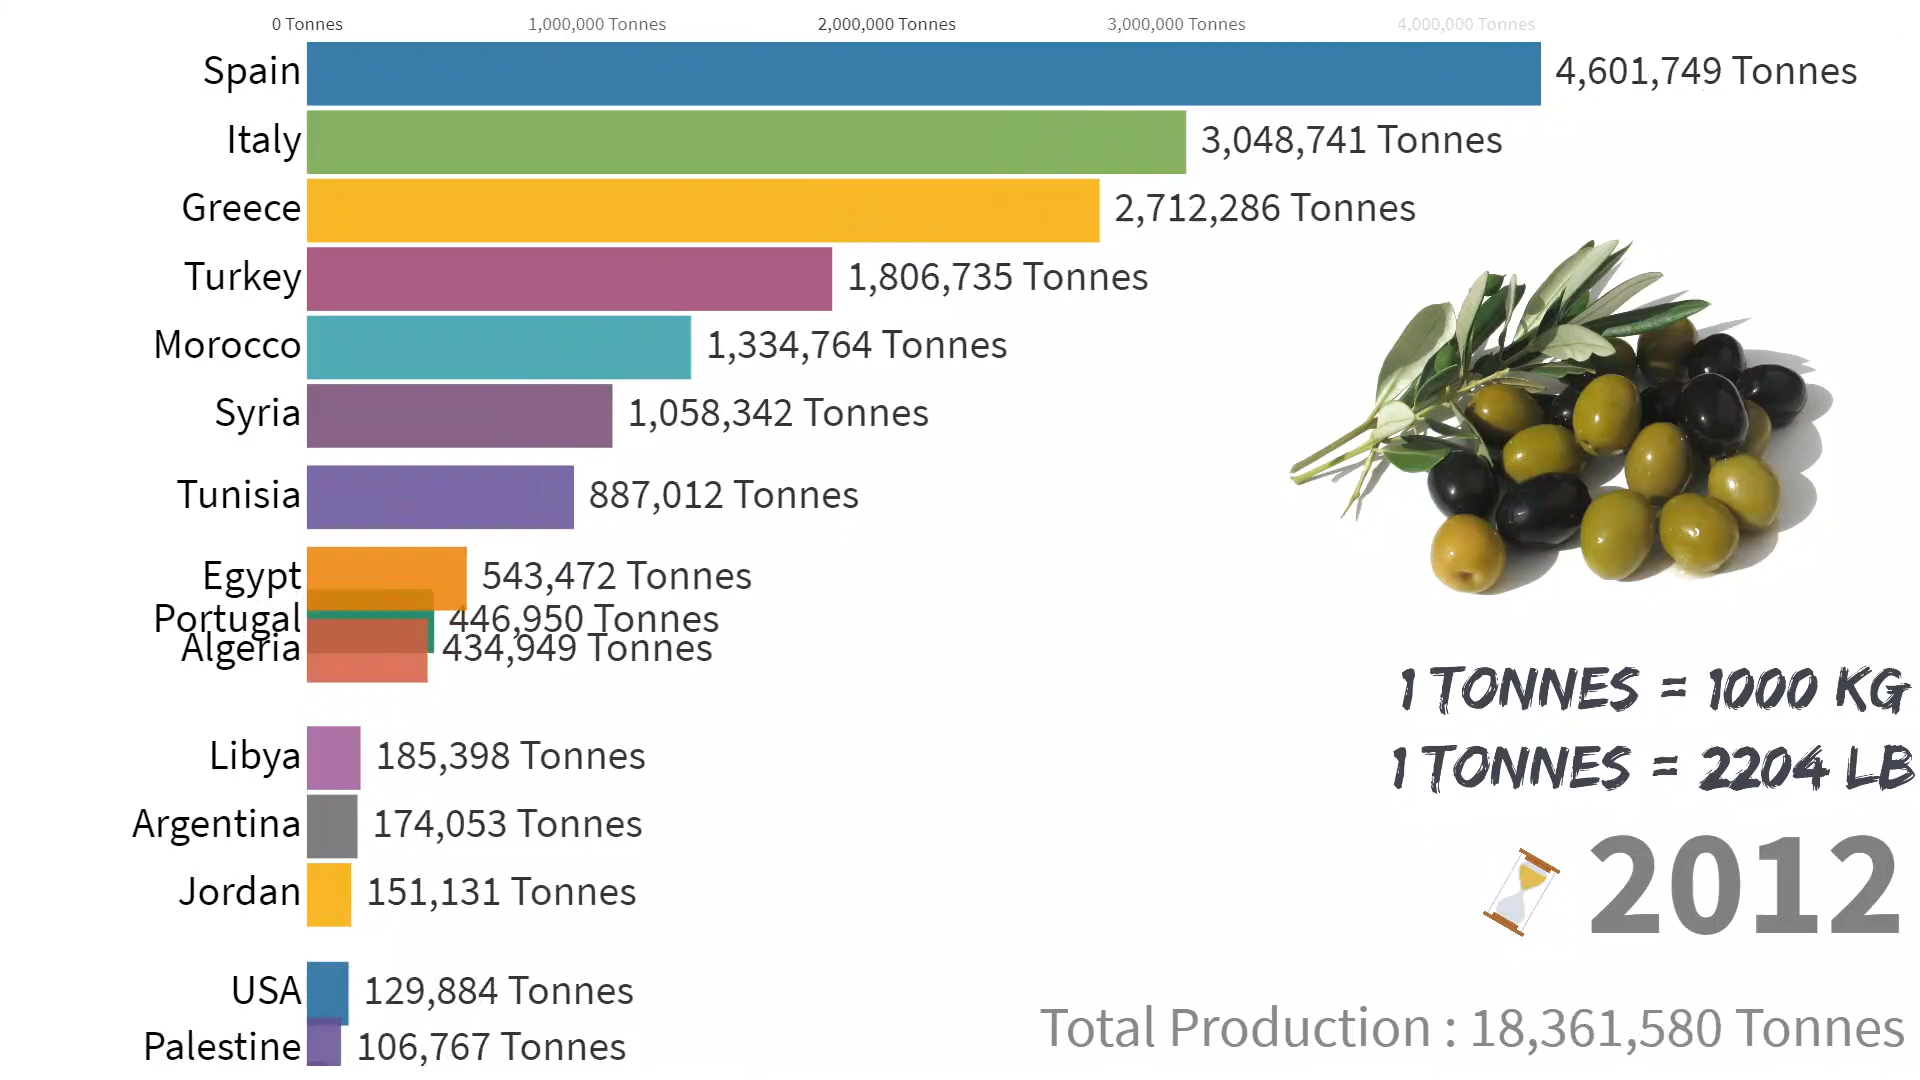 0 Tonnes 1,000,000 Tonnes 2,000,000 Tonnes 3,000,000 Tonnes 4,000,000 Tonnes
Spain 4,601,749 Tonnes
Italy 3,048,741 Tonnes
Greece 2,712,286 Tonnes
Turkey 1,806,735 Tonnes
Morocco 1,334,764 Tonnes
Syria 1,058,342 Tonnes
Tunisia 887,012 Tonnes
Egypt 543,472 Tonnes
Portugal 446,950 Tonnes
Algeria 434,949 Tonnes
Libya 185,398 Tonnes
Argentina 174,053 Tonnes
Jordan 151,131 Tonnes
USA 129,884 Tonnes
Palestine 106,767 Tonnes
1 TONNES = 1000 KG
1 TONNES = 2204 LB
2012
Total Production : 18,361,580 Tonnes